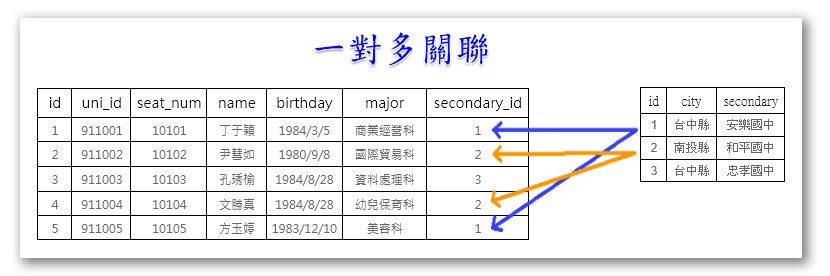 一對多關聯
id uni_id seat_num name birthday major secondary_id
1 911001 10101 丁于穎 1984/3/5 商業經營科 1
2 911002 10102 尹彗如 1980/9/8 國際貿易科 2
3 911003 10103 孔琇愉 1984/8/28 資料處理科 3
4 911004 10104 文勝真 1984/8/28 幼兒保育科 2
5 911005 10105 方玉婷 1983/12/10 美容科 1
id city secondary
1 台中縣 安樂國中
2 南投縣 和平國中
3 台中縣 忠孝國中